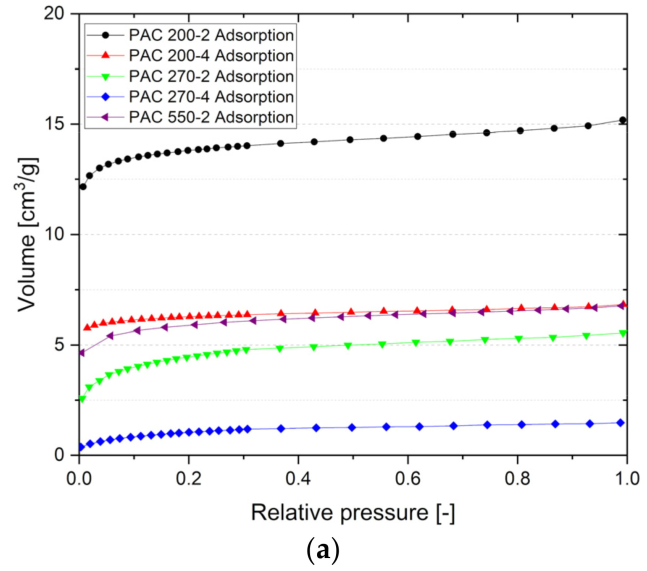 20
15
10
5
0
Volume [cm³/g]
PAC 200-2 Adsorption
PAC 200-4 Adsorption
PAC 270-2 Adsorption
PAC 270-4 Adsorption
PAC 550-2 Adsorption
0.0 0.2 0.4 0.6 0.8 1.0
Relative pressure [-]
(a)